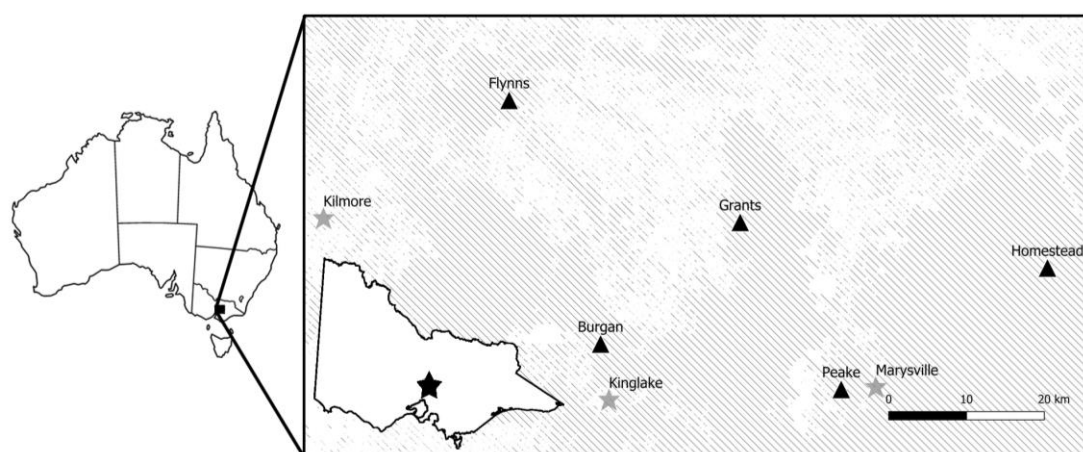 Flynns
Kilmore
Grants
Homestead
Burgan
Kinglake
Peake
Marysville
0 10 20 km